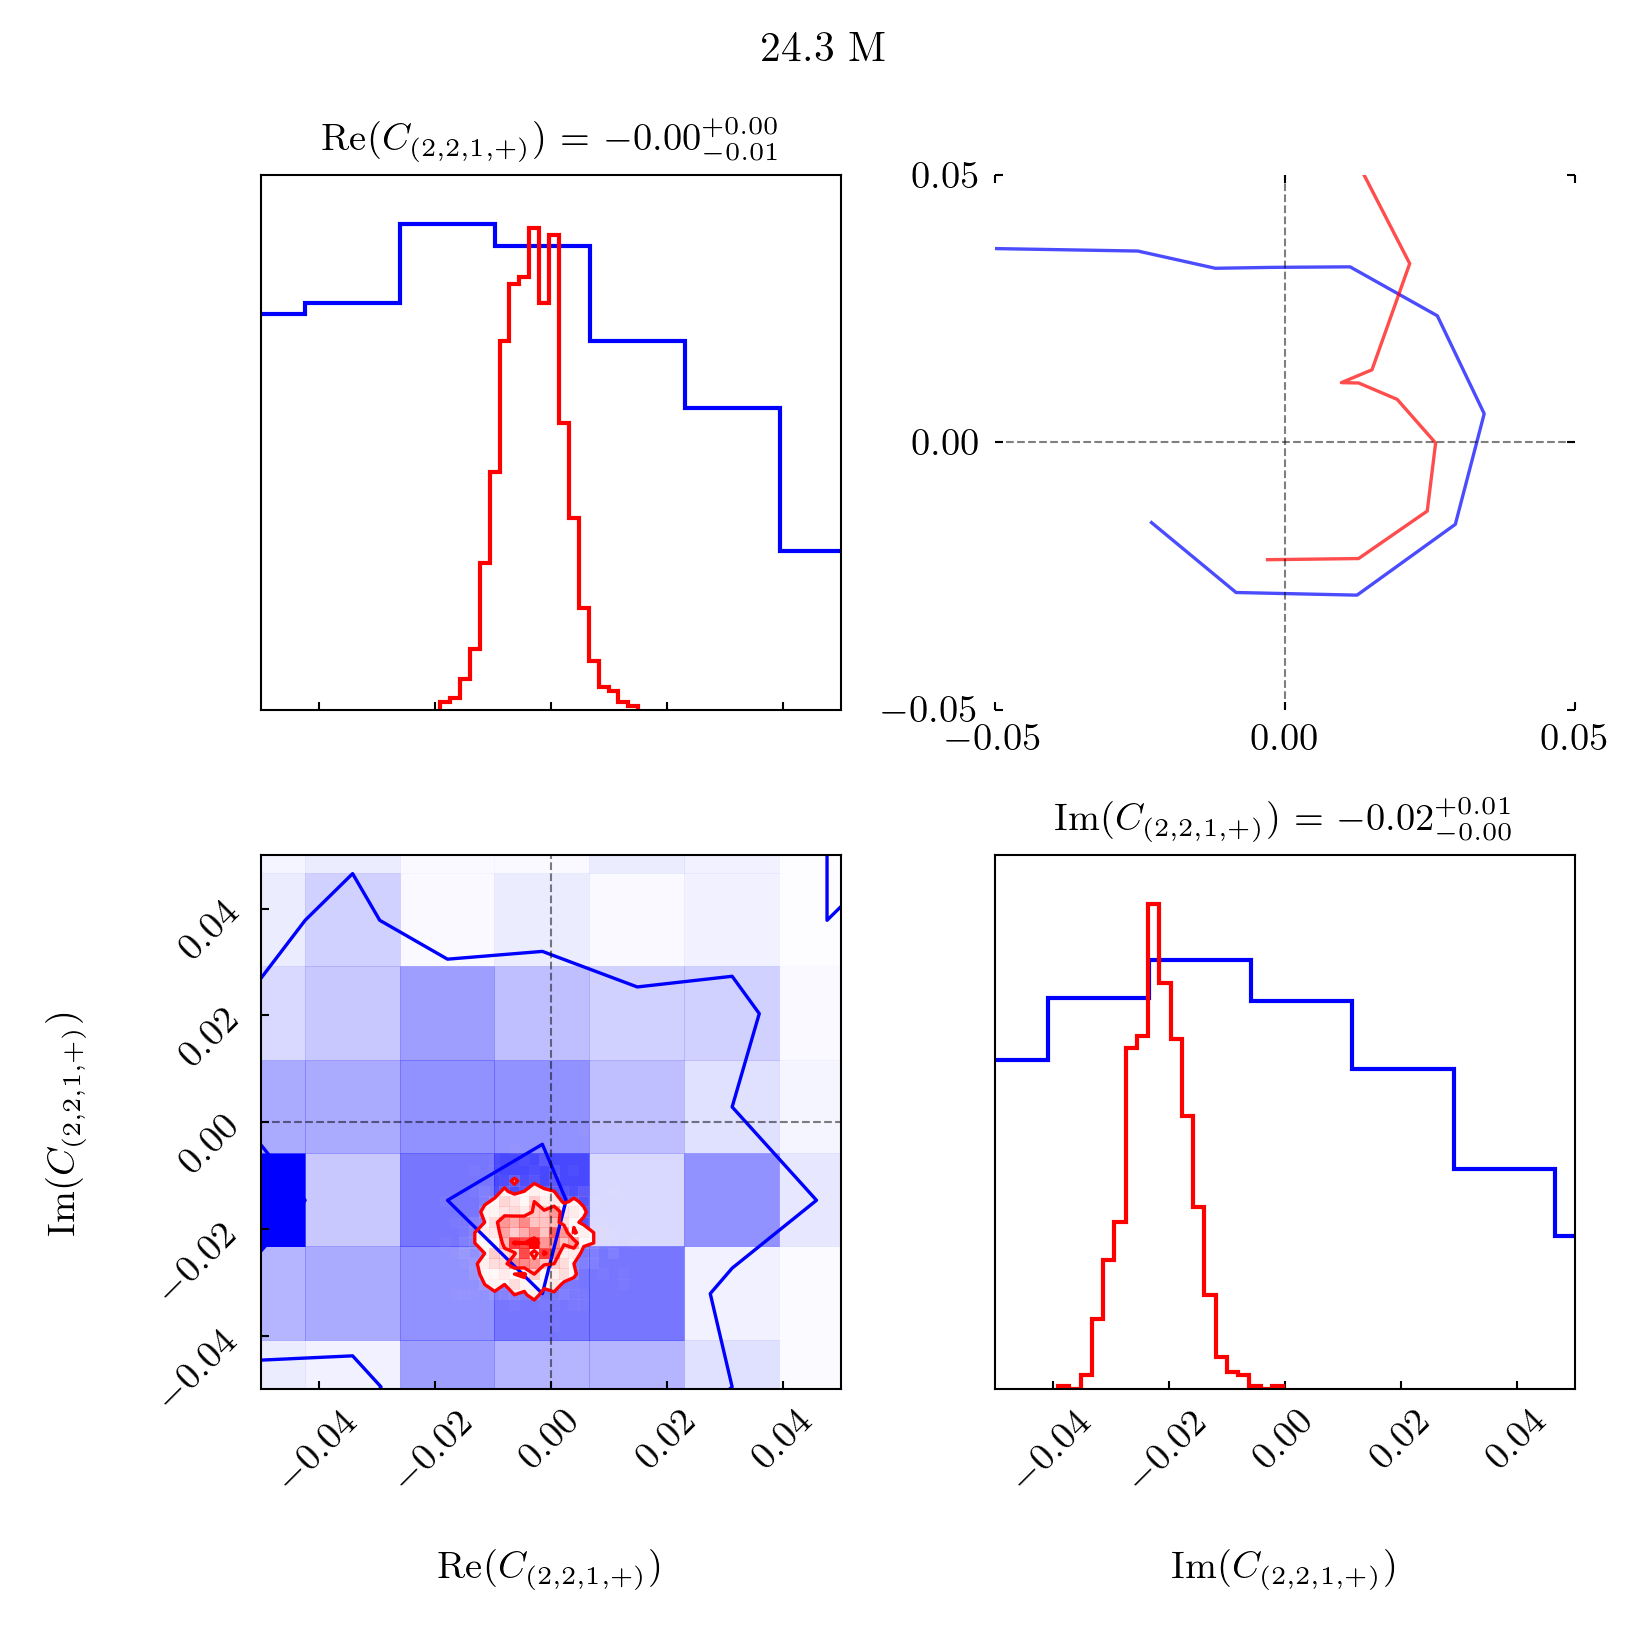 24.3 M
Re(C(2,2,1,+)) = −0.00+0.00−0.01
0.05
0.00
−0.05
−0.05 0.00 0.05
Im(C(2,2,1,+)) = −0.02+0.01−0.00
Im(C(2,2,1,+))
0.04
0.02
0.00
−0.02
−0.04
−0.04 −0.02 0.00 0.02 0.04
−0.04 −0.02 0.00 0.02 0.04
Re(C(2,2,1,+))
Im(C(2,2,1,+))